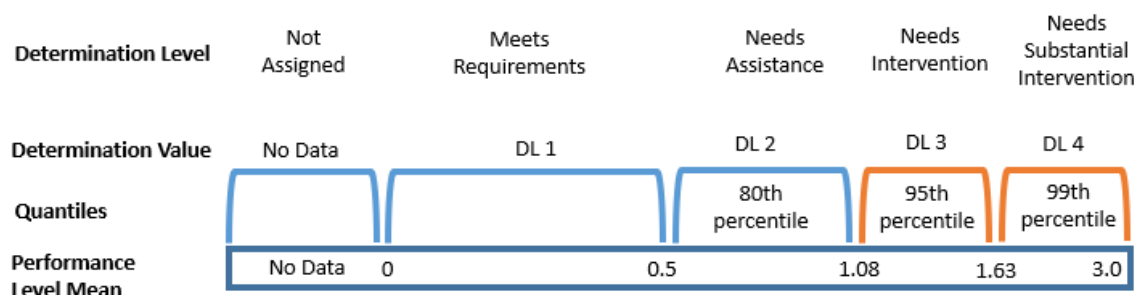 Determination Level
Not
Assigned
Meets
Requirements
Needs
Assistance
Needs
Intervention
Needs
Substantial
Intervention
Determination Value
No Data
DL 1
DL 2
DL 3
DL 4
Quantiles
80th
percentile
95th
percentile
99th
percentile
Performance
Level Mean
No Data
0
0.5
1.08
1.63
3.0